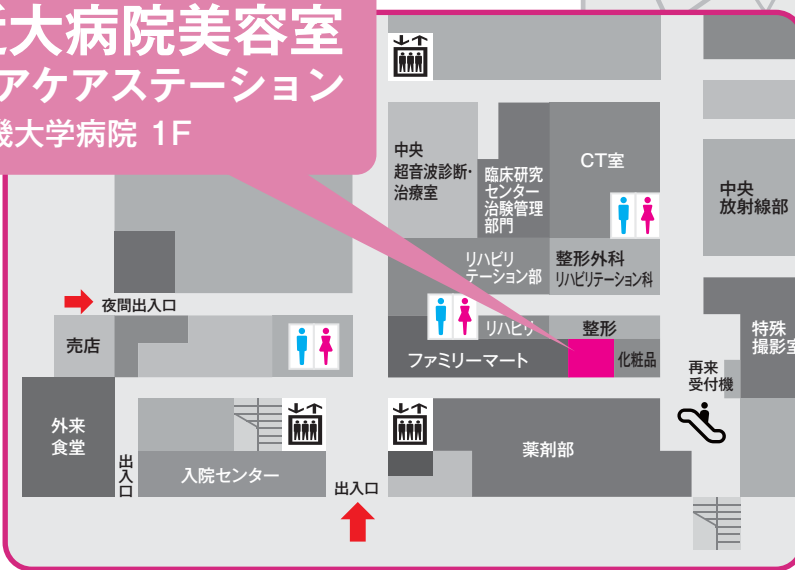 大病院美容室
アケアステーション
大学病院 1F
中央
超音波診断・
治療室
臨床研究
センター
治験管理
部門
CT室
中央
放射線部
リハビリ
テーション部
整形外科
リハビリテーション科
夜間出入口
売店
リハビリ
整形
ファミリーマート
化粧品
特殊
撮影室
再来
受付機
外来
食堂
出入口
入院センター
出入口
薬剤部